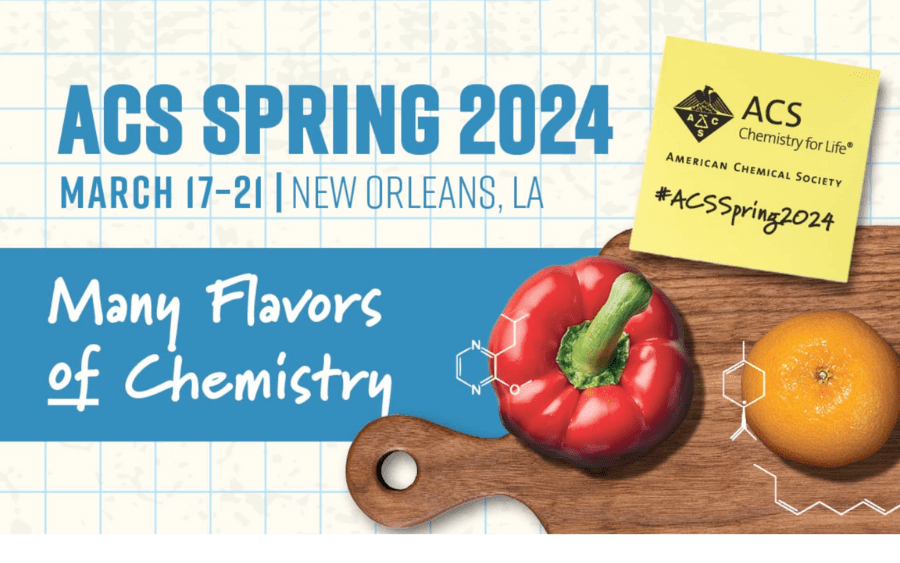 ACS SPRING 2024
MARCH 17-21 | NEW ORLEANS, LA
Many Flavors
of Chemistry
A C S
ACS
Chemistry for Life®
AMERICAN CHEMICAL SOCIETY
#ACSSpring2024
N
N
O